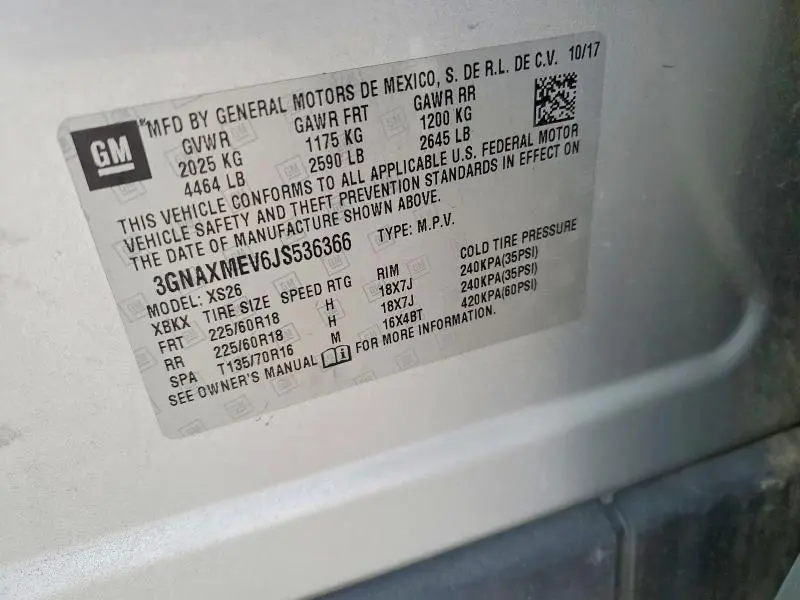 GM
MFD BY GENERAL MOTORS DE MEXICO, S. DE R.L. DE C.V. 10/17
GVWR GAWR FRT GAWR RR
2025 KG 1175 KG 1200 KG
4464 LB 2590 LB 2645 LB
THIS VEHICLE CONFORMS TO ALL APPLICABLE U.S. FEDERAL MOTOR
VEHICLE SAFETY AND THEFT PREVENTION STANDARDS IN EFFECT ON
THE DATE OF MANUFACTURE SHOWN ABOVE.
3GNAXMEV6JS536366 TYPE: M.P.V.
MODEL: XS26
XBKX TIRE SIZE SPEED RTG RIM COLD TIRE PRESSURE
FRT 225/60R18 H 18X7J 240KPA(35PSI)
RR 225/60R18 H 18X7J 240KPA(35PSI)
SPA T135/70R16 M 16X4BT 420KPA(60PSI)
SEE OWNER'S MANUAL FOR MORE INFORMATION.